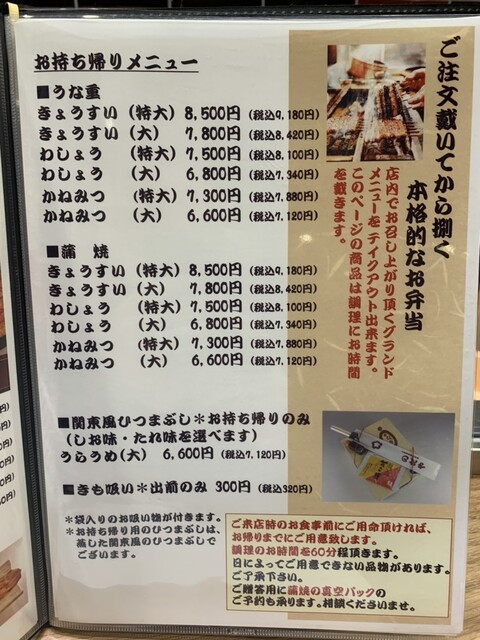 お持ち帰りメニュー
■うな重
きょうすい (特大) 8,500円 (税込9,180円)
きょうすい (大) 7,800円 (税込8,420円)
わしょう (特大) 7,500円 (税込8,100円)
わしょう (大) 6,800円 (税込7,340円)
かねみつ (特大) 7,300円 (税込7,880円)
かねみつ (大) 6,600円 (税込7,120円)
■蒲 焼
きょうすい (特大) 8,500円 (税込9,180円)
きょうすい (大) 7,800円 (税込8,420円)
わしょう (特大) 7,500円 (税込8,100円)
わしょう (大) 6,800円 (税込7,340円)
かねみつ (特大) 7,300円 (税込7,880円)
かねみつ (大) 6,600円 (税込7,120円)
■関東風ひつまぶし*お持ち帰りのみ
(しお味・たれ味を選べます)
うらうめ(大) 6,600円 (税込7,120円)
■きも吸い*出前のみ 300円 (税込320円)
*袋入りのお吸い物が付きます。
*お持ち帰り用のひつまぶしは、
蒸した関東風のひつまぶしで
ございます。
ご注文戴いてから捌く
本格的なお弁当
店内でお召し上がり頂くグランド
メニューをテイクアウト出来ます。
このページの商品は調理にお時間
を戴きます。
ご来店時のお食事前にご用命頂ければ、
お帰りまでにご用意致します。
調理のお時間を60分程頂きます。
日によってご用意できない品物があります。
ご了承下さい。
ご贈答用に蒲焼の真空パックの
ご予約も承ります。相談くださいませ。